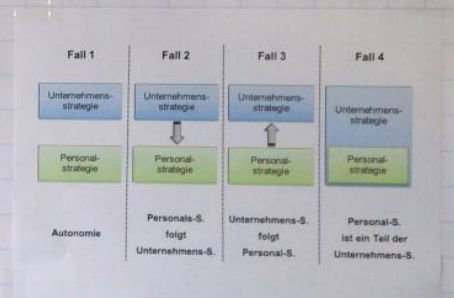 Fall 1
Fall 2
Fall 3
Fall 4
Unternehmens-
strategie
Unternehmens-
strategie
Unternehmens-
strategie
Unternehmens-
strategie
Personal-
strategie
Personal-
strategie
Personal-
strategie
Personal-
strategie
Autonomie
Personals-S.
folgt
Unternehmens-S.
Unternehmens-S.
folgt
Personal-S.
Personal-S.
ist ein Teil der
Unternehmens-S.